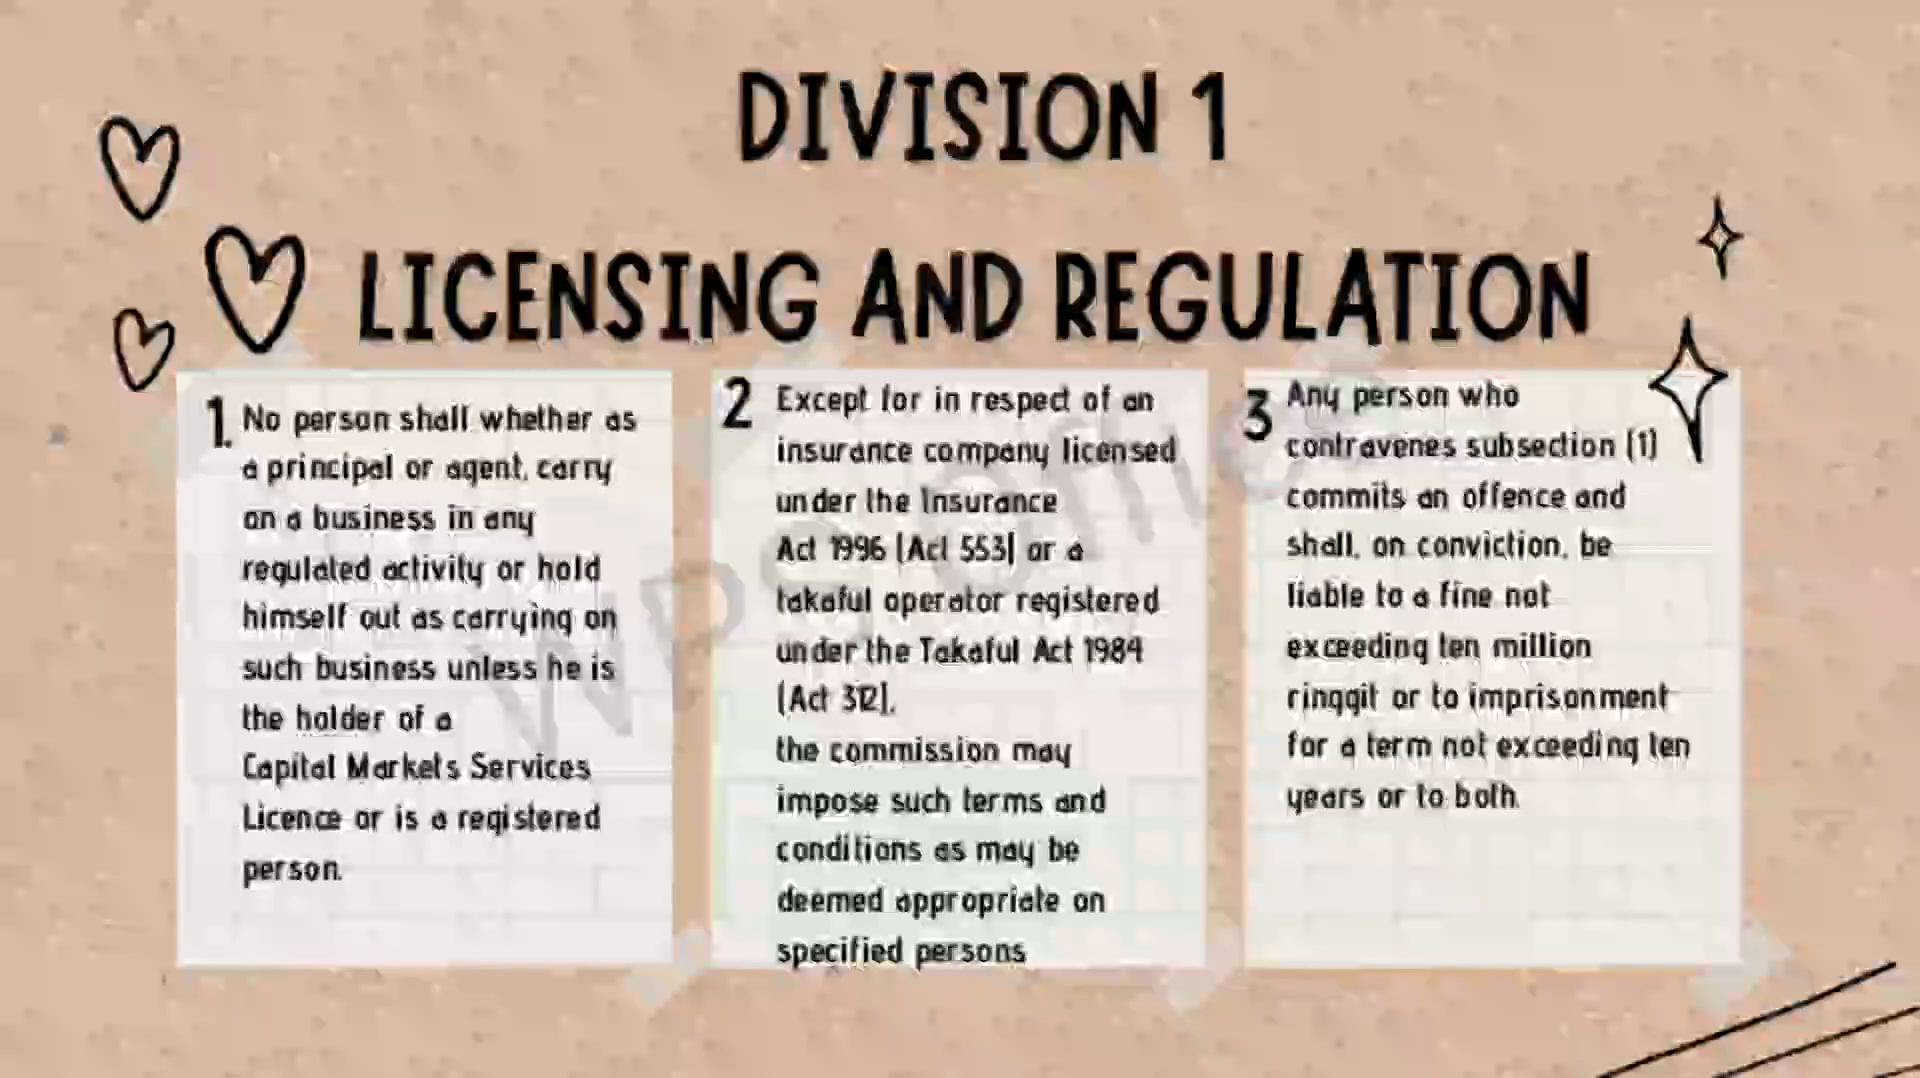 DIVISION 1
LICENSING AND REGULATION
1. No person shall whether as
a principal or agent, carry
on a business in any
regulated activity or hold
himself out as carrying on
such business unless he is
the holder of a
Capital Markets Services
Licence or is a registered
person.
2 Except for in respect of an
insurance company licensed
under the Insurance
Act 1996 [Act 553] or a
takaful operator registered
under the Takaful Act 1984
[Act 312],
the commission may
impose such terms and
conditions as may be
deemed appropriate on
specified persons
3 Any person who
contravenes subsection (1)
commits an offence and
shall, on conviction, be
liable to a fine not
exceeding ten million
ringgit or to imprisonment
for a term not exceeding ten
years or to both.
WPS Office